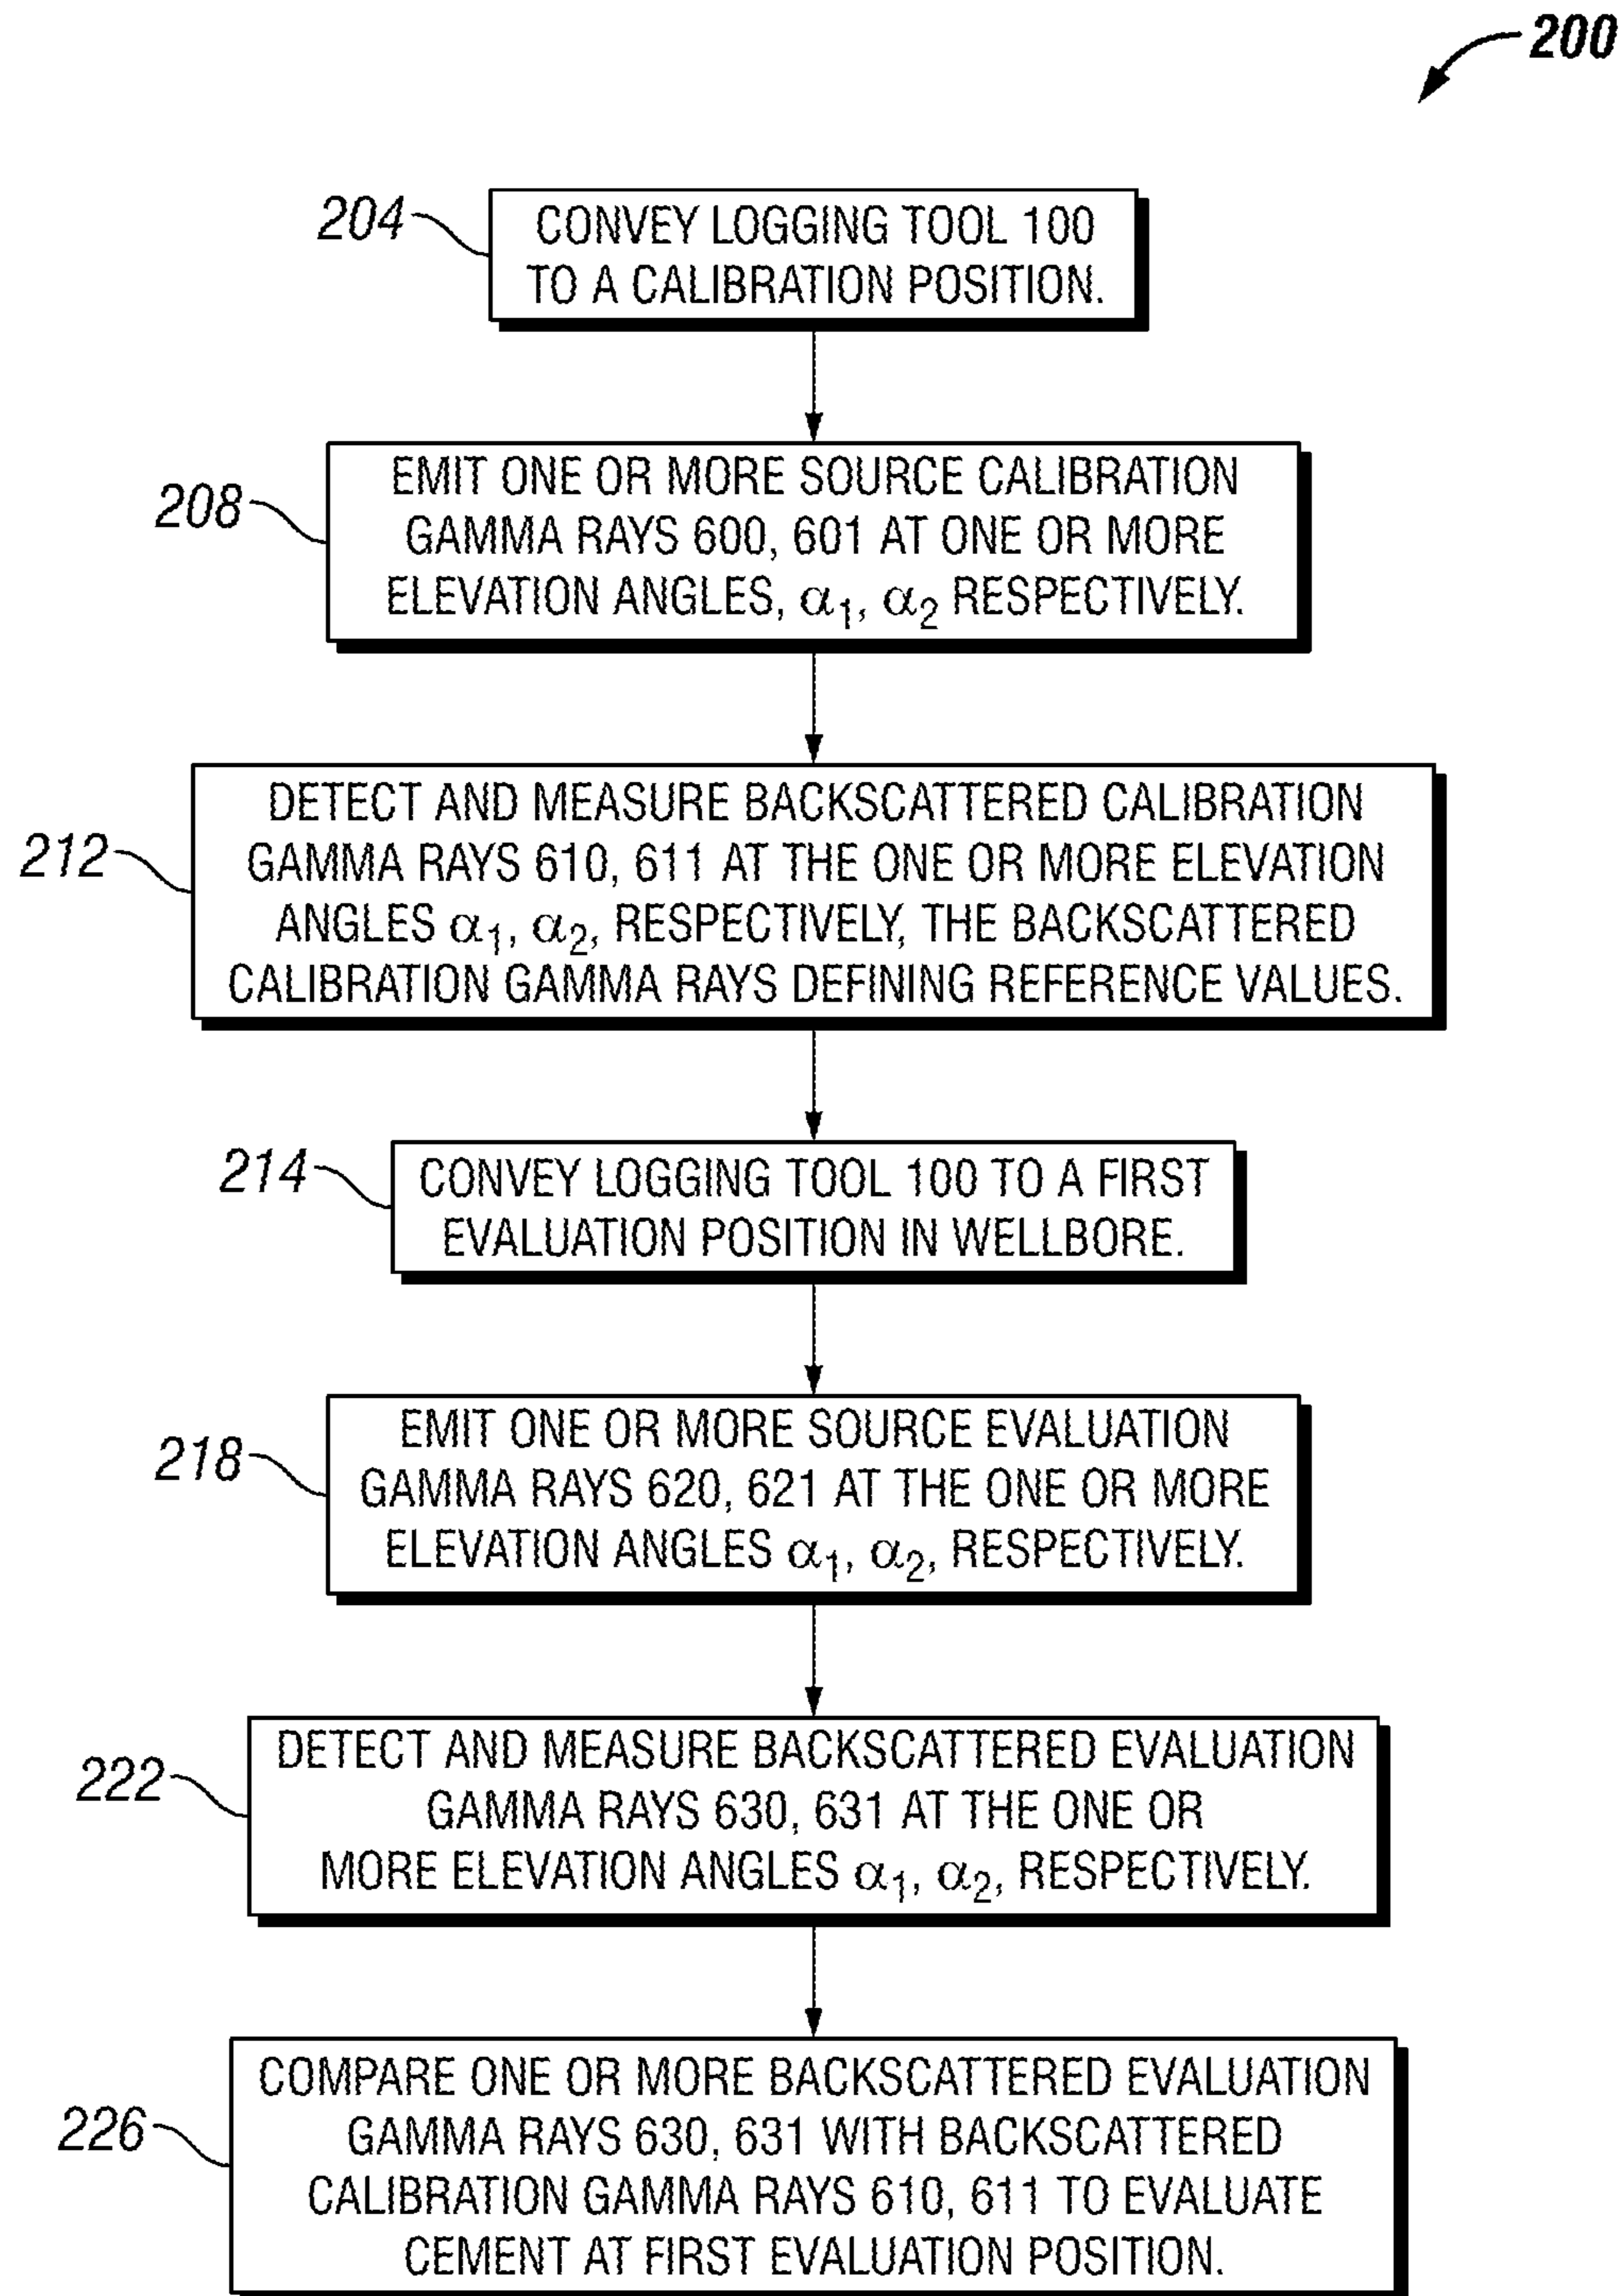 200
204
CONVEY LOGGING TOOL 100
TO A CALIBRATION POSITION.
208
EMIT ONE OR MORE SOURCE CALIBRATION
GAMMA RAYS 600, 601 AT ONE OR MORE
ELEVATION ANGLES, α₁, α₂ RESPECTIVELY.
212
DETECT AND MEASURE BACKSCATTERED CALIBRATION
GAMMA RAYS 610, 611 AT THE ONE OR MORE ELEVATION
ANGLES α₁, α₂, RESPECTIVELY, THE BACKSCATTERED
CALIBRATION GAMMA RAYS DEFINING REFERENCE VALUES.
214
CONVEY LOGGING TOOL 100 TO A FIRST
EVALUATION POSITION IN WELLBORE.
218
EMIT ONE OR MORE SOURCE EVALUATION
GAMMA RAYS 620, 621 AT THE ONE OR MORE
ELEVATION ANGLES α₁, α₂, RESPECTIVELY.
222
DETECT AND MEASURE BACKSCATTERED EVALUATION
GAMMA RAYS 630, 631 AT THE ONE OR
MORE ELEVATION ANGLES α₁, α₂, RESPECTIVELY.
226
COMPARE ONE OR MORE BACKSCATTERED EVALUATION
GAMMA RAYS 630, 631 WITH BACKSCATTERED
CALIBRATION GAMMA RAYS 610, 611 TO EVALUATE
CEMENT AT FIRST EVALUATION POSITION.